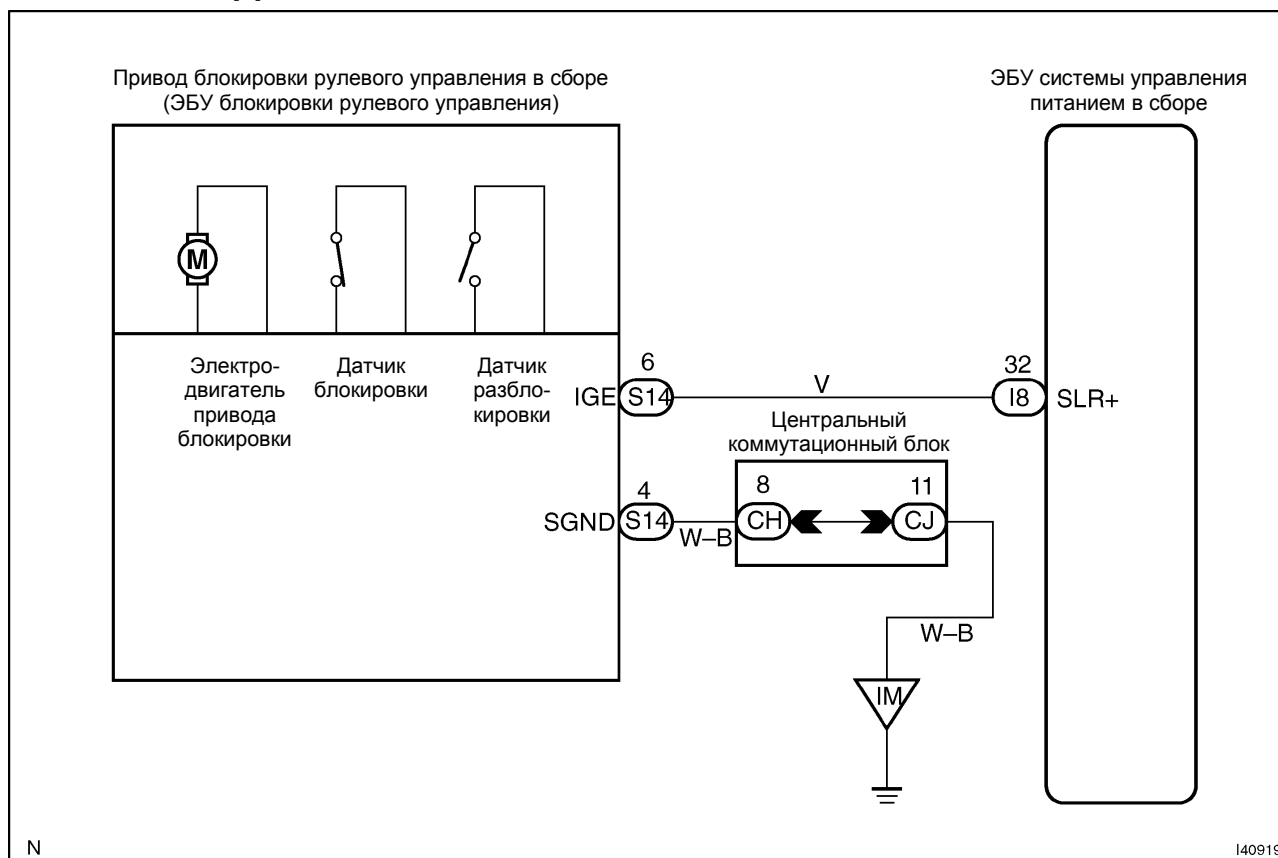 Привод блокировки рулевого управления в сборе
(ЭБУ блокировки рулевого управления)
ЭБУ системы управления
питанием в сборе
M
Электро-
двигатель
привода
блокировки
Датчик
блокировки
Датчик
разбло-
кировки
6
IGE S14
V
32
I8 SLR+
Центральный
коммутационный блок
4
SGND S14
W–B
8
CH
11
CJ
W–B
IM
N
I40919